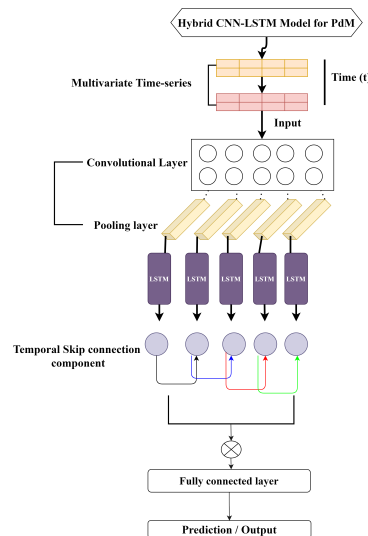 Hybrid CNN-LSTM Model for PdM
Multivariate Time-series
Time (t)
Input
Convolutional Layer
Pooling layer
LSTM
LSTM
LSTM
LSTM
LSTM
Temporal Skip connection
component
Fully connected layer
Prediction / Output